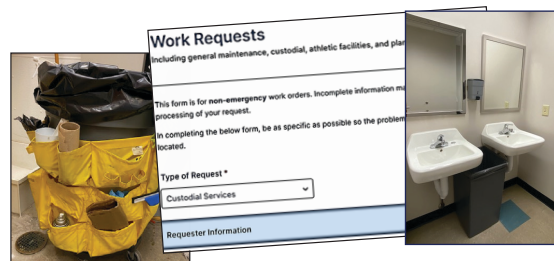 Work Requests
Including general maintenance, custodial, athletic facilities, and
This form is for non-emergency work orders. Incomplete information
processing of your request.
In completing the below form, be as specific as possible so the problem
located.
Type of Request *
Custodial Services
Requester Information